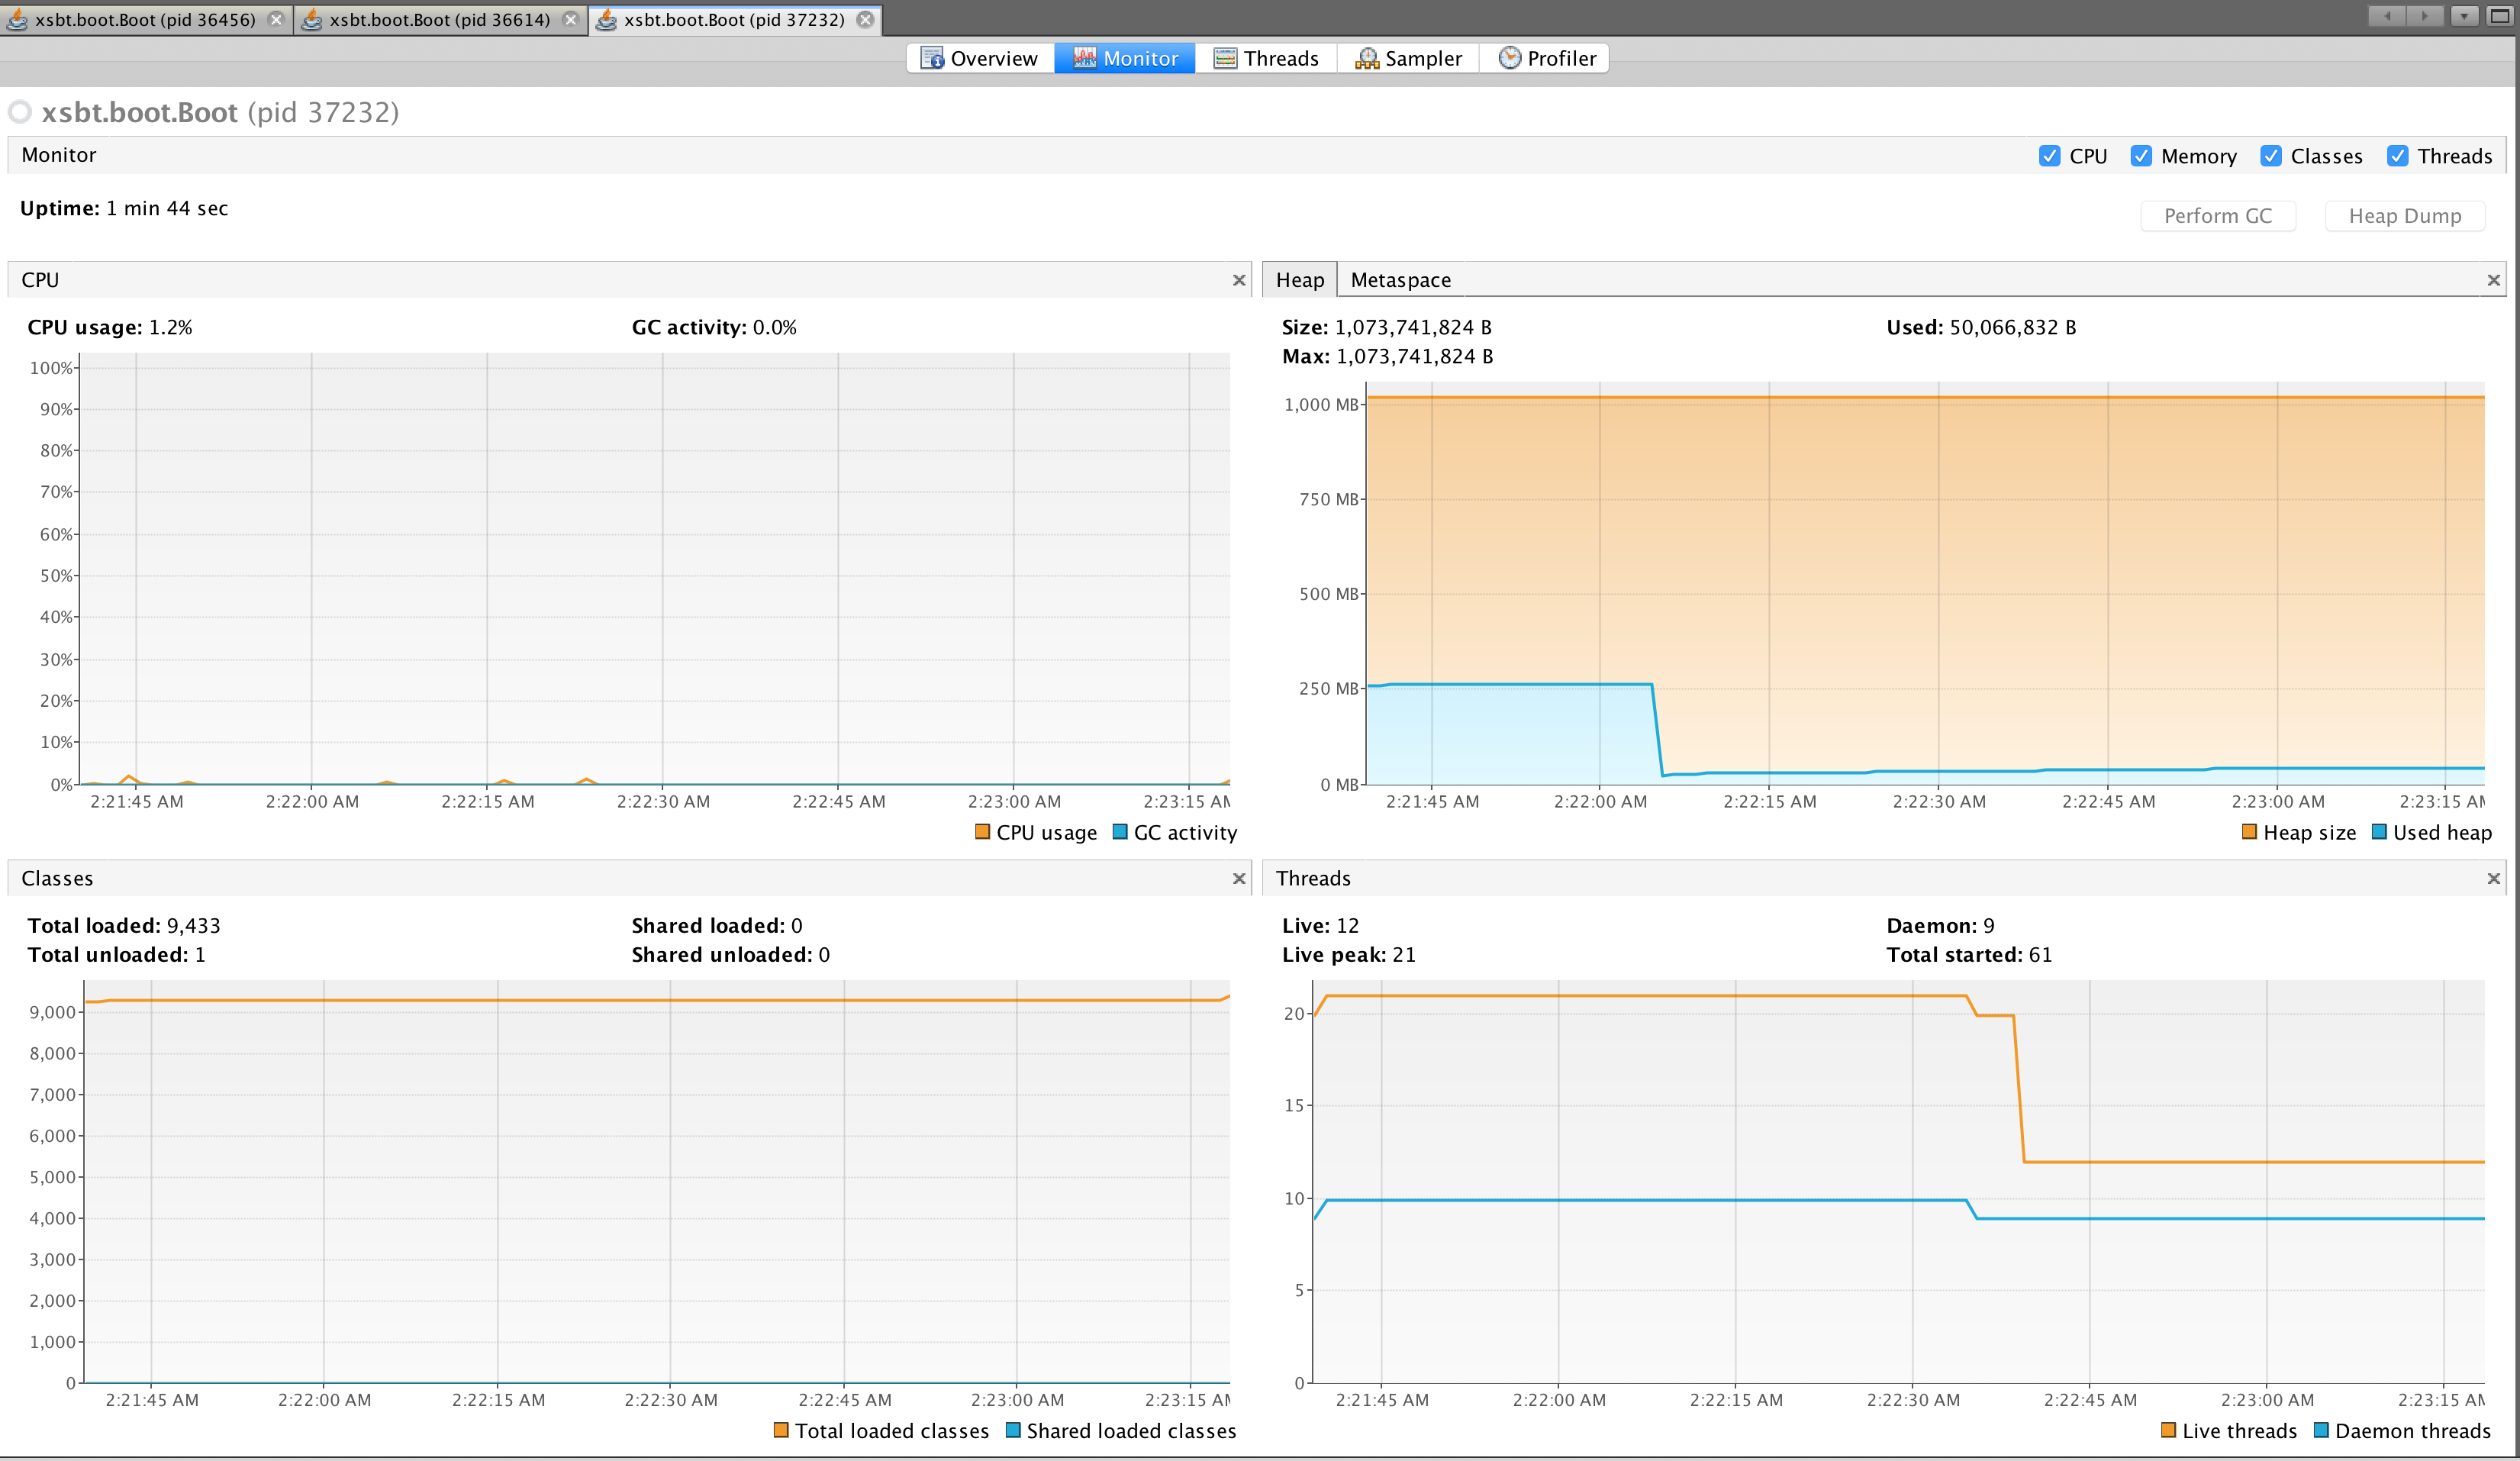 xsbt.boot.Boot (pid 36456) xsbt.boot.Boot (pid 36614) xsbt.boot.Boot (pid 37232)
Overview Monitor Threads Sampler Profiler
xsbt.boot.Boot (pid 37232)
Monitor CPU Memory Classes Threads
Uptime: 1 min 44 sec
Perform GC Heap Dump
CPU
CPU usage: 1.2% GC activity: 0.0%
100%
90%
80%
70%
60%
50%
40%
30%
20%
10%
0%
2:21:45 AM 2:22:00 AM 2:22:15 AM 2:22:30 AM 2:22:45 AM 2:23:00 AM 2:23:15 AM
CPU usage GC activity
Heap Metaspace
Size: 1,073,741,824 B Used: 50,066,832 B
Max: 1,073,741,824 B
1,000 MB
750 MB
500 MB
250 MB
0 MB
2:21:45 AM 2:22:00 AM 2:22:15 AM 2:22:30 AM 2:22:45 AM 2:23:00 AM 2:23:15 AM
Heap size Used heap
Classes
Total loaded: 9,433 Shared loaded: 0
Total unloaded: 1 Shared unloaded: 0
9,000
8,000
7,000
6,000
5,000
4,000
3,000
2,000
1,000
0
2:21:45 AM 2:22:00 AM 2:22:15 AM 2:22:30 AM 2:22:45 AM 2:23:00 AM 2:23:15 AM
Total loaded classes Shared loaded classes
Threads
Live: 12 Daemon: 9
Live peak: 21 Total started: 61
20
15
10
5
0
2:21:45 AM 2:22:00 AM 2:22:15 AM 2:22:30 AM 2:22:45 AM 2:23:00 AM 2:23:15 AM
Live threads Daemon threads